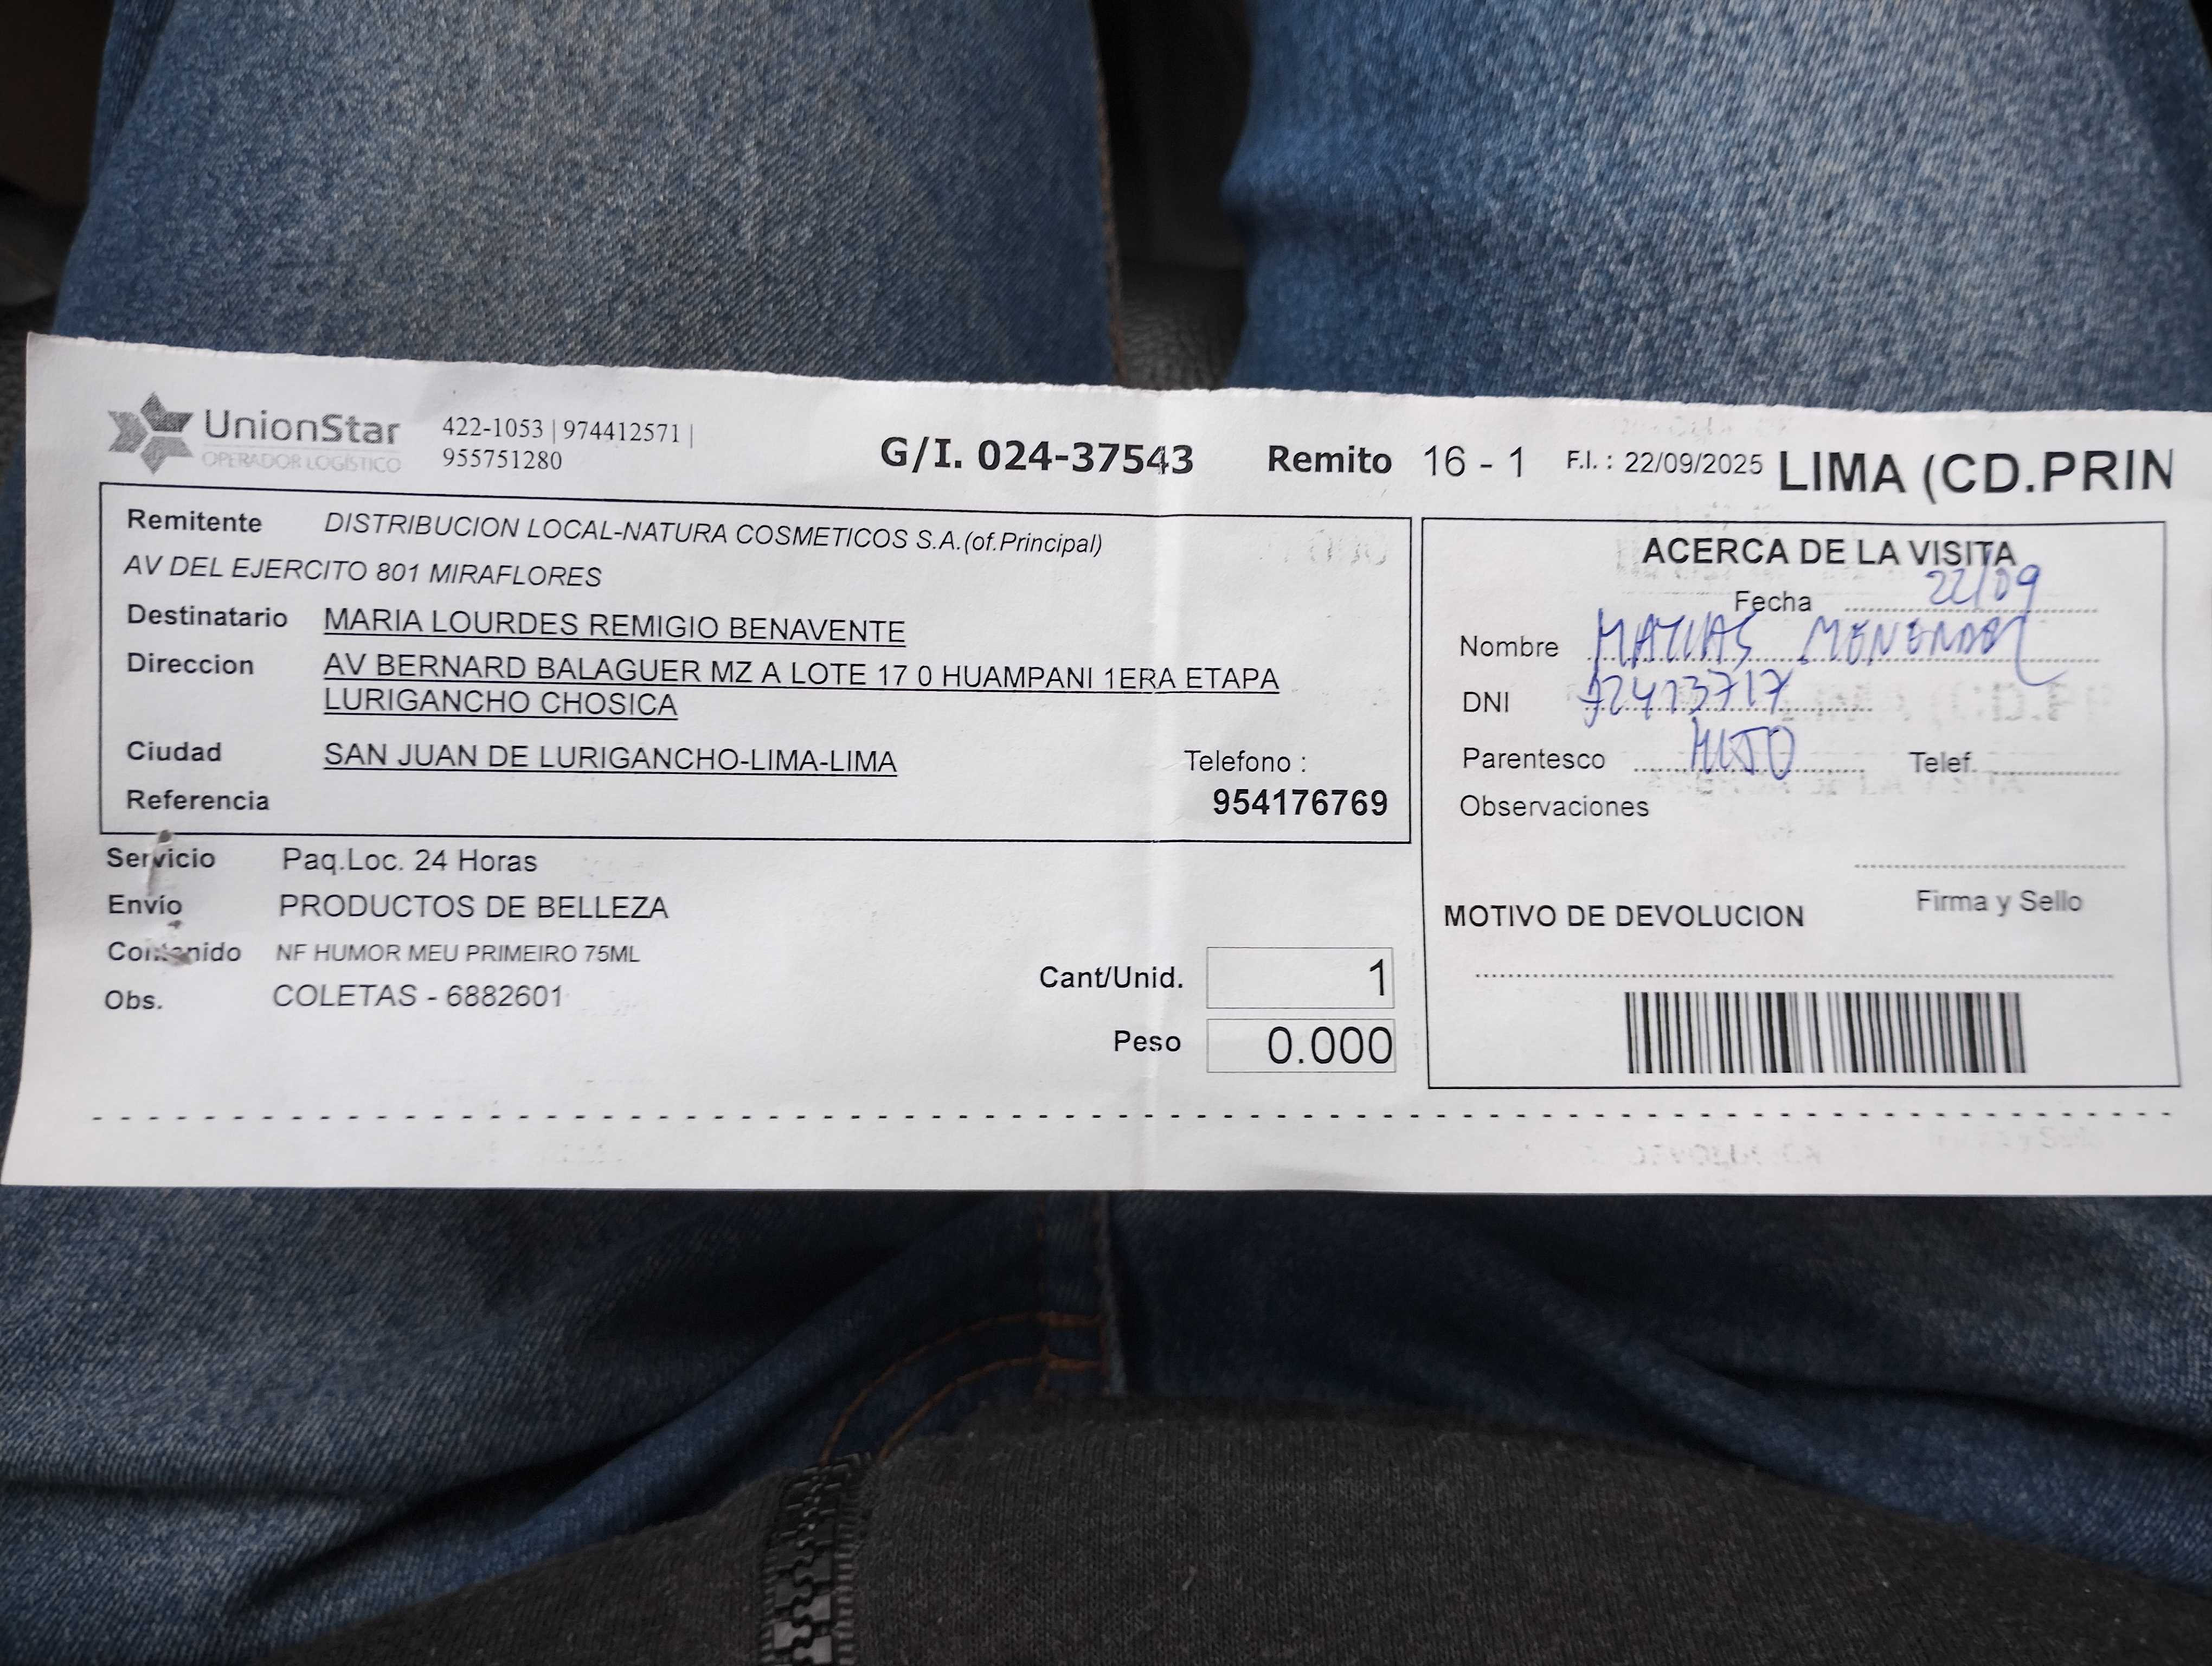 UnionStar
OPERADOR LOGÍSTICO
422-1053 | 974412571 |
955751280
G/I. 024-37543 Remito 16 - 1 F.I. : 22/09/2025 LIMA (CD.PRIN
Remitente DISTRIBUCION LOCAL-NATURA COSMETICOS S.A.(of.Principal)
AV DEL EJERCITO 801 MIRAFLORES
Destinatario MARIA LOURDES REMIGIO BENAVENTE
Direccion AV BERNARD BALAGUER MZ A LOTE 17 0 HUAMPANI 1ERA ETAPA
LURIGANCHO CHOSICA
Ciudad SAN JUAN DE LURIGANCHO-LIMA-LIMA Telefono :
Referencia 954176769
Servicio Paq.Loc. 24 Horas
Envío PRODUCTOS DE BELLEZA
Contenido NF HUMOR MEU PRIMEIRO 75ML
Obs. COLETAS - 6882601
Cant/Unid. 1
Peso 0.000
ACERCA DE LA VISITA
Fecha 22/09
Nombre MATIAS
DNI 72413717
Parentesco HIJO Telef.
Observaciones
Firma y Sello
MOTIVO DE DEVOLUCION